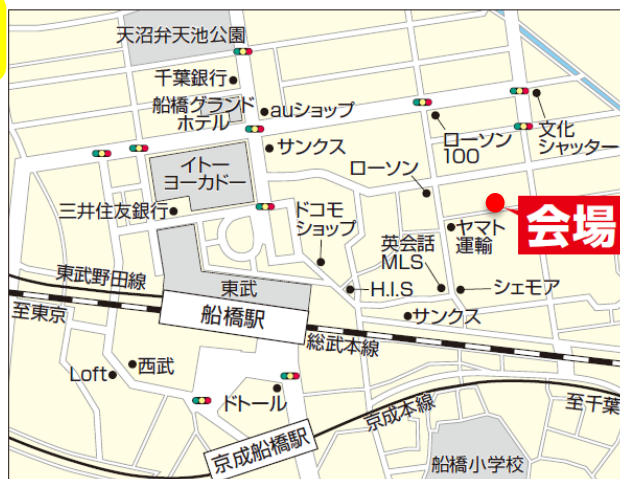 天沼弁天池公園
千葉銀行
船橋グランド
ホテル
auショップ
サンクス
ローソン
100
文化
シャッター
イトー
ヨーカドー
ローソン
三井住友銀行
ドコモ
ショップ
会場
ヤマト
運輸
英会話
MLS
東武野田線
東武
H.I.S
シェモア
至東京
船橋駅
サンクス
総武本線
西武
Loft
ドトール
京成本線
至千葉
京成船橋駅
船橋小学校